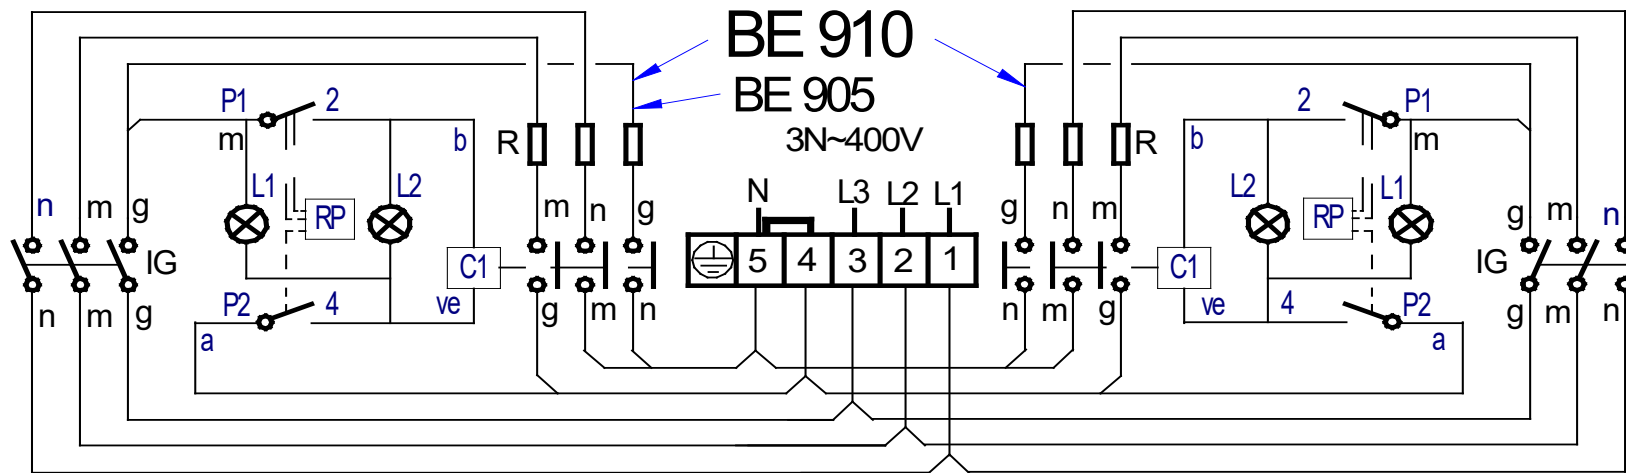 BE 910
BE 905
3N~400V
P1 2
m
b
R
2 P1
m
b
R
L1 L2
RP
N L3 L2 L1
L2 L1
RP
n m g
m n g
g n m
g m n
IG
C1
5 4 3 2 1
C1
IG
P2 4 ve
a
ve 4 P2
a
n m g
g m n
n m g
g m n